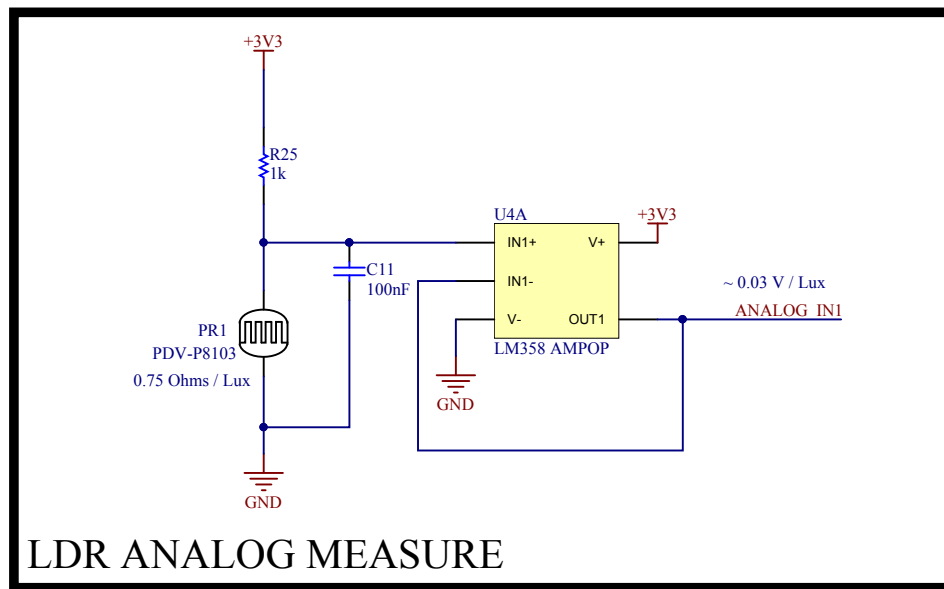 +3V3
R25
1k
U4A
+3V3
IN1+
V+
C11
100nF
IN1-
~ 0.03 V / Lux
ANALOG_IN1
V-
OUT1
PR1
PDV-P8103
LM358 AMPOP
0.75 Ohms / Lux
GND
GND
LDR ANALOG MEASURE